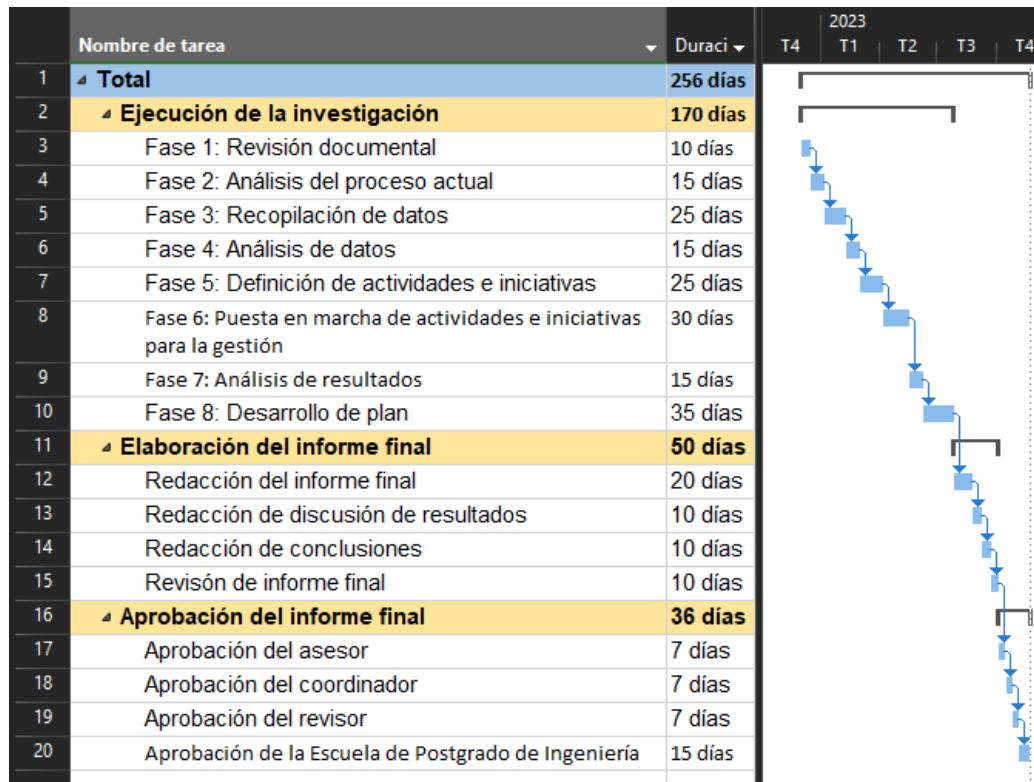 2023
Nombre de tarea Duraci T4 T1 T2 T3 T4
1 Total 256 días
2 Ejecución de la investigación 170 días
3 Fase 1: Revisión documental 10 días
4 Fase 2: Análisis del proceso actual 15 días
5 Fase 3: Recopilación de datos 25 días
6 Fase 4: Análisis de datos 15 días
7 Fase 5: Definición de actividades e iniciativas 25 días
8 Fase 6: Puesta en marcha de actividades e iniciativas 30 días
para la gestión
9 Fase 7: Análisis de resultados 15 días
10 Fase 8: Desarrollo de plan 35 días
11 Elaboración del informe final 50 días
12 Redacción del informe final 20 días
13 Redacción de discusión de resultados 10 días
14 Redacción de conclusiones 10 días
15 Revisón de informe final 10 días
16 Aprobación del informe final 36 días
17 Aprobación del asesor 7 días
18 Aprobación del coordinador 7 días
19 Aprobación del revisor 7 días
20 Aprobación de la Escuela de Postgrado de Ingeniería 15 días